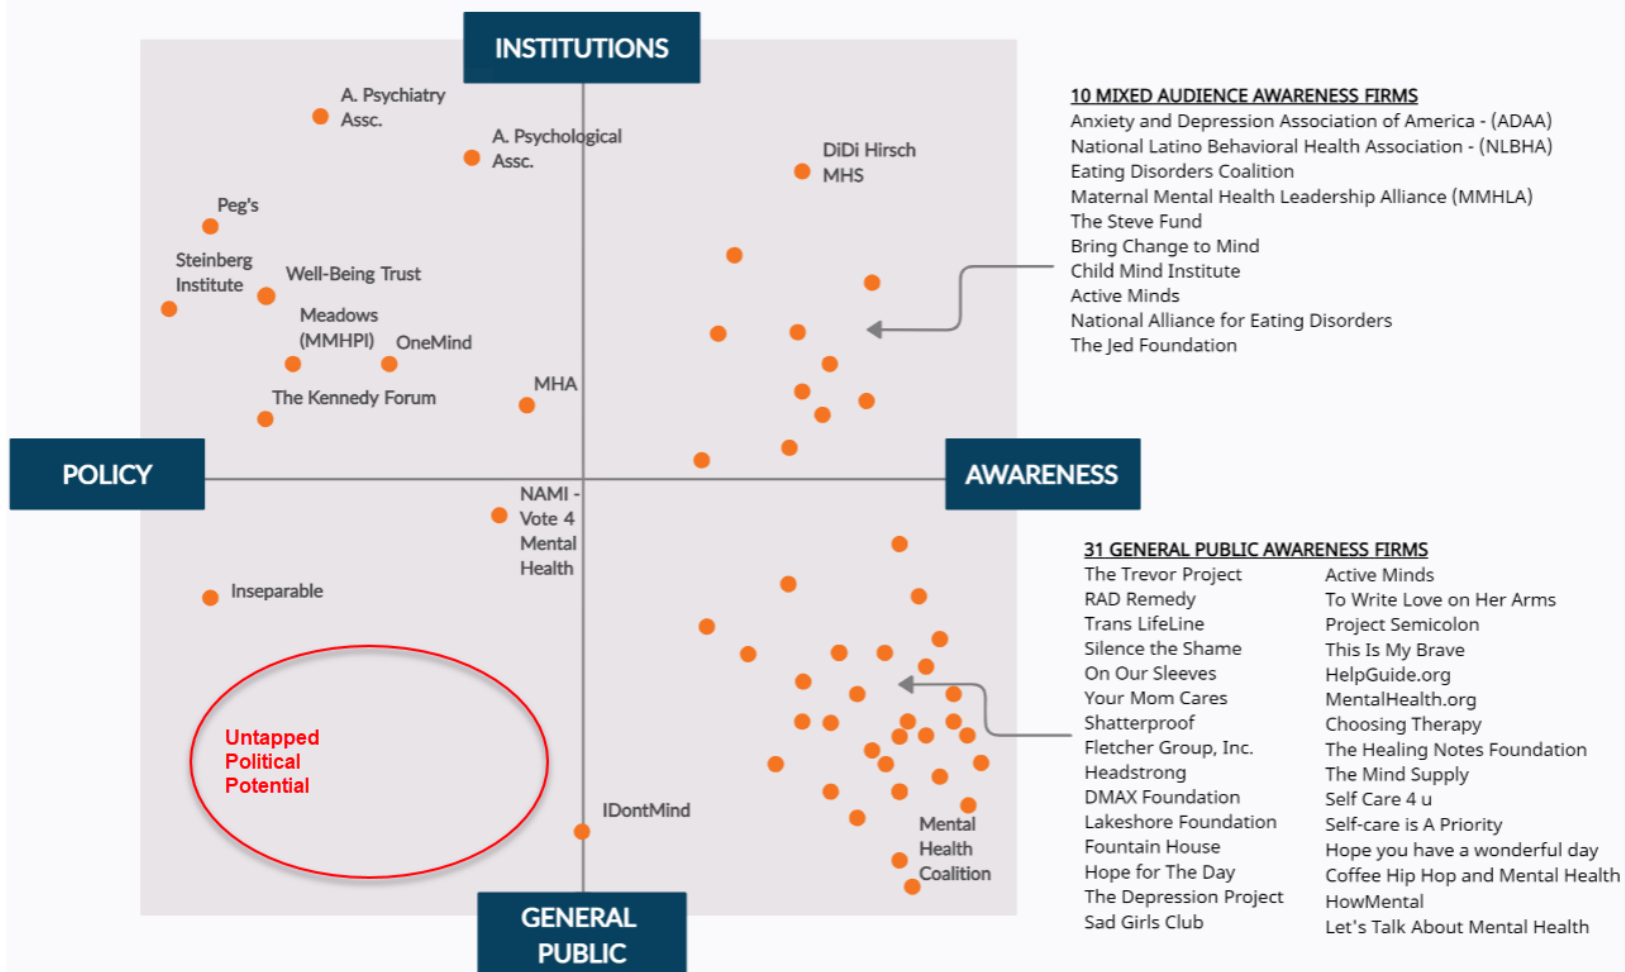 INSTITUTIONS
A. Psychiatry
Assc.
A. Psychological
Assc.
DiDi Hirsch
MHS
Peg's
Steinberg
Institute
Well-Being Trust
Meadows
(MMHPI)
OneMind
The Kennedy Forum
MHA
POLICY
AWARENESS
NAMI -
Vote 4
Mental
Health
Inseparable
Untapped
Political
Potential
IDontMind
Mental
Health
Coalition
GENERAL
PUBLIC
10 MIXED AUDIENCE AWARENESS FIRMS
Anxiety and Depression Association of America - (ADAA)
National Latino Behavioral Health Association - (NLBHA)
Eating Disorders Coalition
Maternal Mental Health Leadership Alliance (MMHLA)
The Steve Fund
Bring Change to Mind
Child Mind Institute
Active Minds
National Alliance for Eating Disorders
The Jed Foundation
31 GENERAL PUBLIC AWARENESS FIRMS
The Trevor Project
RAD Remedy
Trans LifeLine
Silence the Shame
On Our Sleeves
Your Mom Cares
Shatterproof
Fletcher Group, Inc.
Headstrong
DMAX Foundation
Lakeshore Foundation
Fountain House
Hope for The Day
The Depression Project
Sad Girls Club
Active Minds
To Write Love on Her Arms
Project Semicolon
This Is My Brave
HelpGuide.org
MentalHealth.org
Choosing Therapy
The Healing Notes Foundation
The Mind Supply
Self Care 4 u
Self-care is A Priority
Hope you have a wonderful day
Coffee Hip Hop and Mental Health
HowMental
Let's Talk About Mental Health